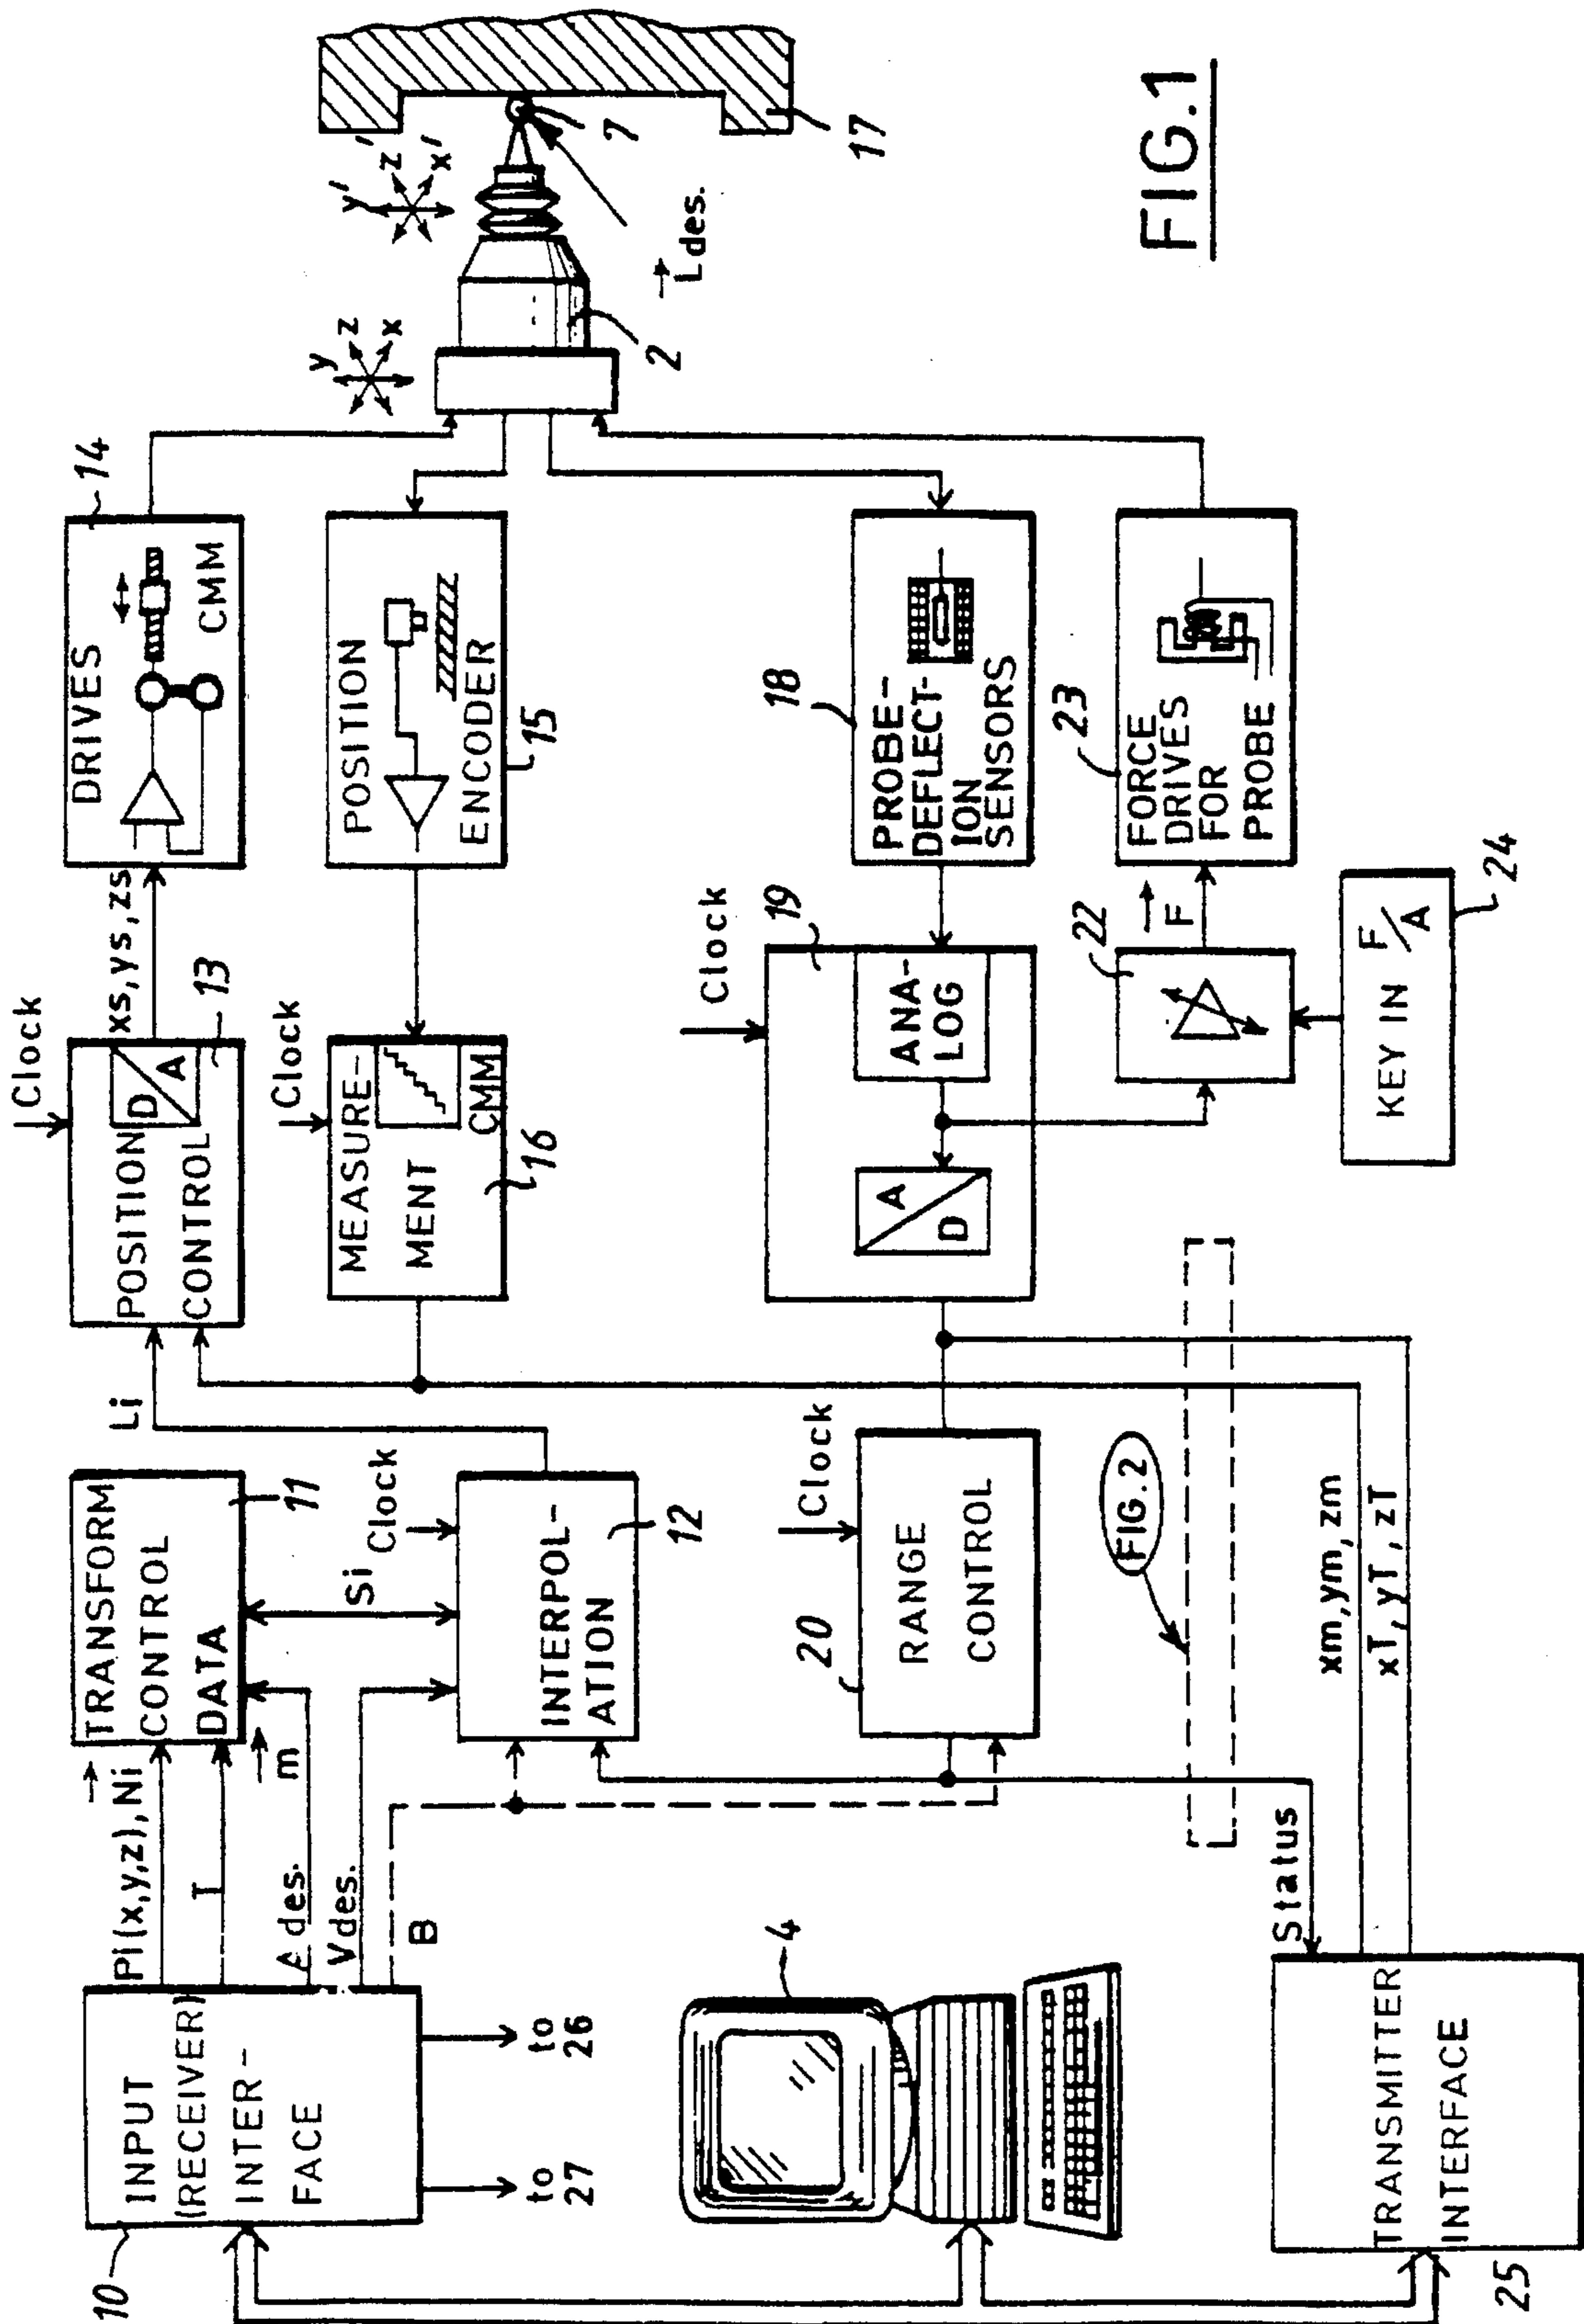 10
INPUT
(RECEIVER)
INTER-
FACE
to
27
to
26
Pi(x,y,z),Ni
T
A des.
Vdes.
B
m
TRANSFORM
CONTROL
DATA
11
Si
Clock
INTERPOL-
ATION
12
Li
Clock
POSITION
CONTROL
D/A
13
xs,ys,zs
DRIVES
CMM
14
Clock
MEASURE-
MENT
CMM
16
POSITION
ENCODER
15
y
z
x
y'
z'
x'
2
L des.
7
17
4
Clock
20
RANGE
CONTROL
Clock
19
ANA-
LOG
A
D
18
PROBE-
DEFLECT-
ION
SENSORS
22
F
23
FORCE
DRIVES
FOR
PROBE
KEY IN F/A
24
FIG.2
Status
xm,ym,zm
xT,yT,zT
TRANSMITTER
INTERFACE
25
FIG.1